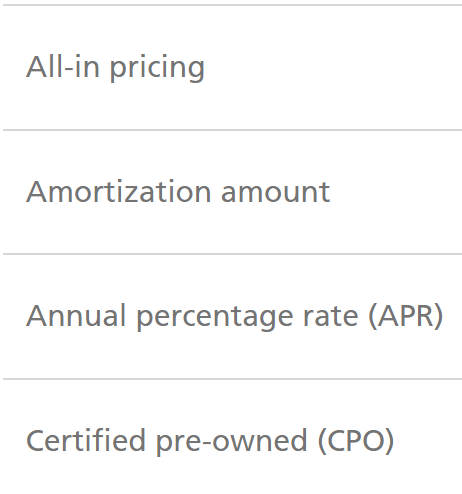 All-in pricing
Amortization amount
Annual percentage rate (APR)
Certified pre-owned (CPO)